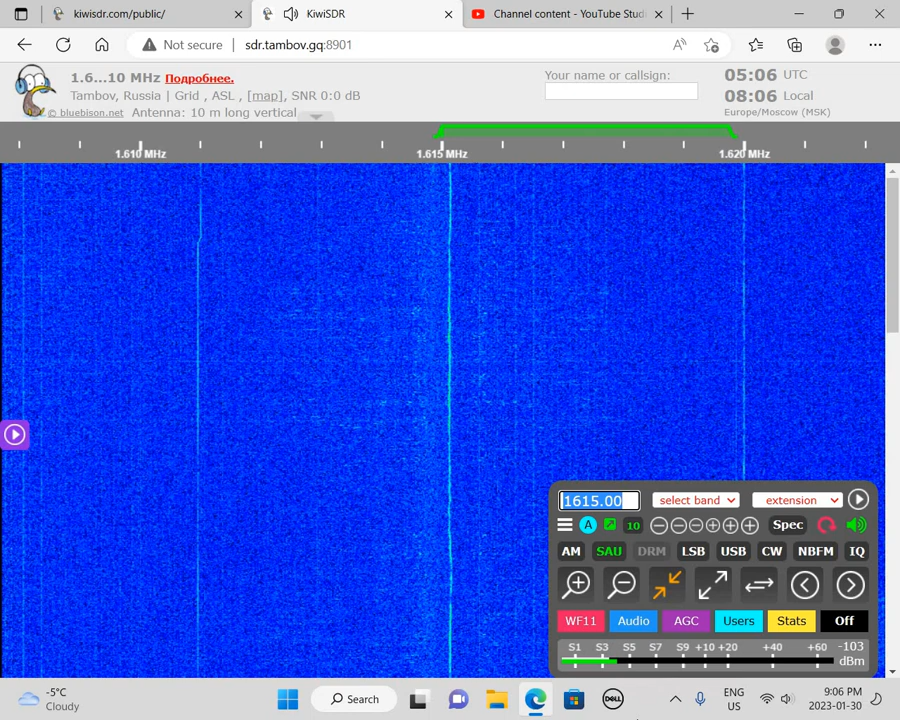 kiwisdr.com/public/
KiwiSDR
Channel content - YouTube Studi
Not secure
sdr.tambov.gq:8901
1.6...10 MHz Подробнее.
Tambov, Russia | Grid , ASL , [map], SNR 0:0 dB
© bluebison.net Antenna: 10 m long vertical
Your name or callsign:
05:06 UTC
08:06 Local
Europe/Moscow (MSK)
1.610 MHz
1.615 MHz
1.620 MHz
1615.00
select band
extension
A
10
Spec
AM
SAU
DRM
LSB
USB
CW
NBFM
IQ
WF11
Audio
AGC
Users
Stats
Off
S1 S3 S5 S7 S9 +10 +20 +40 +60
-103
dBm
-5°C
Cloudy
Search
DELL
ENG
US
9:06 PM
2023-01-30